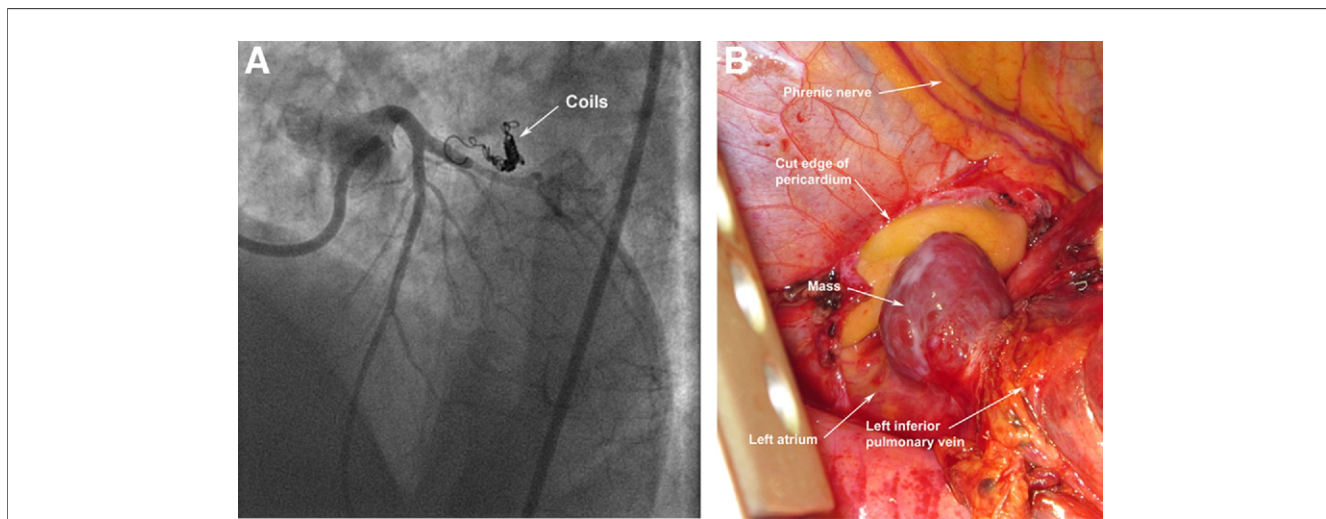 A
Coils
B
Phrenic nerve
Cut edge of
pericardium
Mass
Left atrium
Left inferior
pulmonary vein